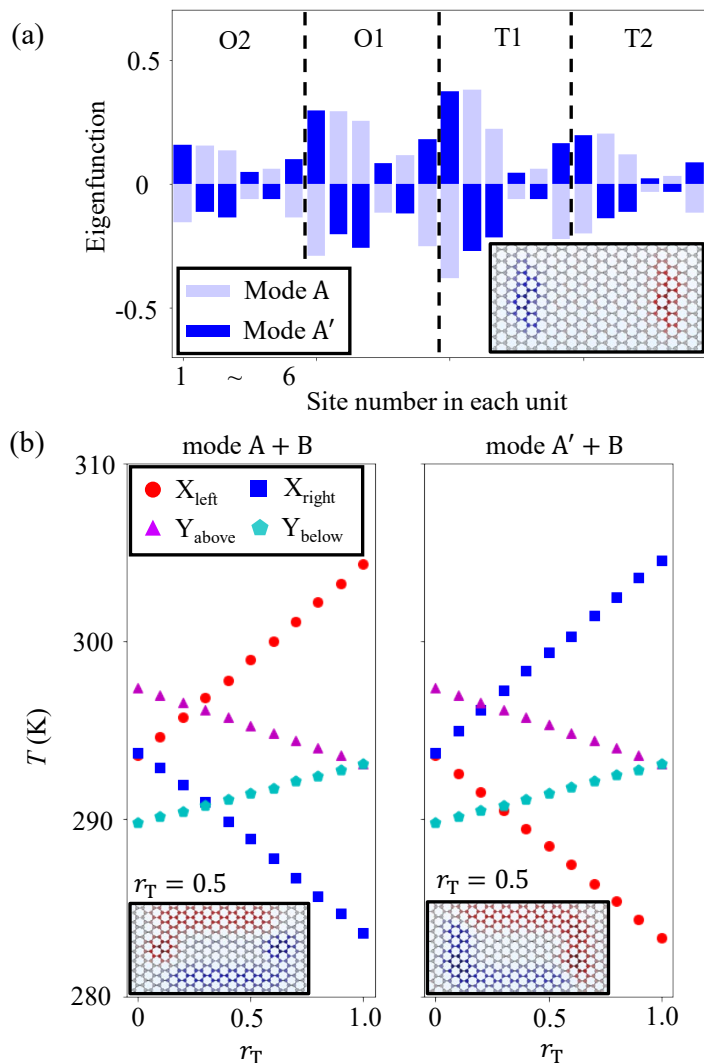 (a)
O2 O1 T1 T2
0.5
0
-0.5
Eigenfunction
Mode A
Mode A′
1 ~ 6
Site number in each unit
(b)
mode A + B mode A′ + B
310
300
290
280
T (K)
X_left X_right
Y_above Y_below
r_T = 0.5 r_T = 0.5
0 0.5 1.0 0 0.5 1.0
r_T r_T